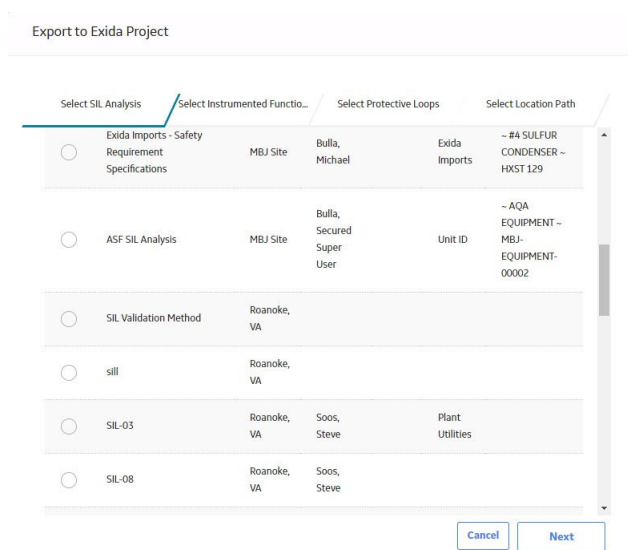 Export to Exida Project
Select SIL Analysis
Select Instrumented Functio...
Select Protective Loops
Select Location Path
Exida Imports - Safety
Requirement
Specifications
MBJ Site
Bulla,
Michael
Exida
Imports
~ #4 SULFUR
CONDENSER ~
HXST 129
ASF SIL Analysis
MBJ Site
Bulla,
Secured
Super
User
Unit ID
~ AQA
EQUIPMENT ~
MBJ-
EQUIPMENT-
00002
SIL Validation Method
Roanoke,
VA
sill
Roanoke,
VA
SIL-03
Roanoke,
VA
Soos,
Steve
Plant
Utilities
SIL-08
Roanoke,
VA
Soos,
Steve
Cancel
Next